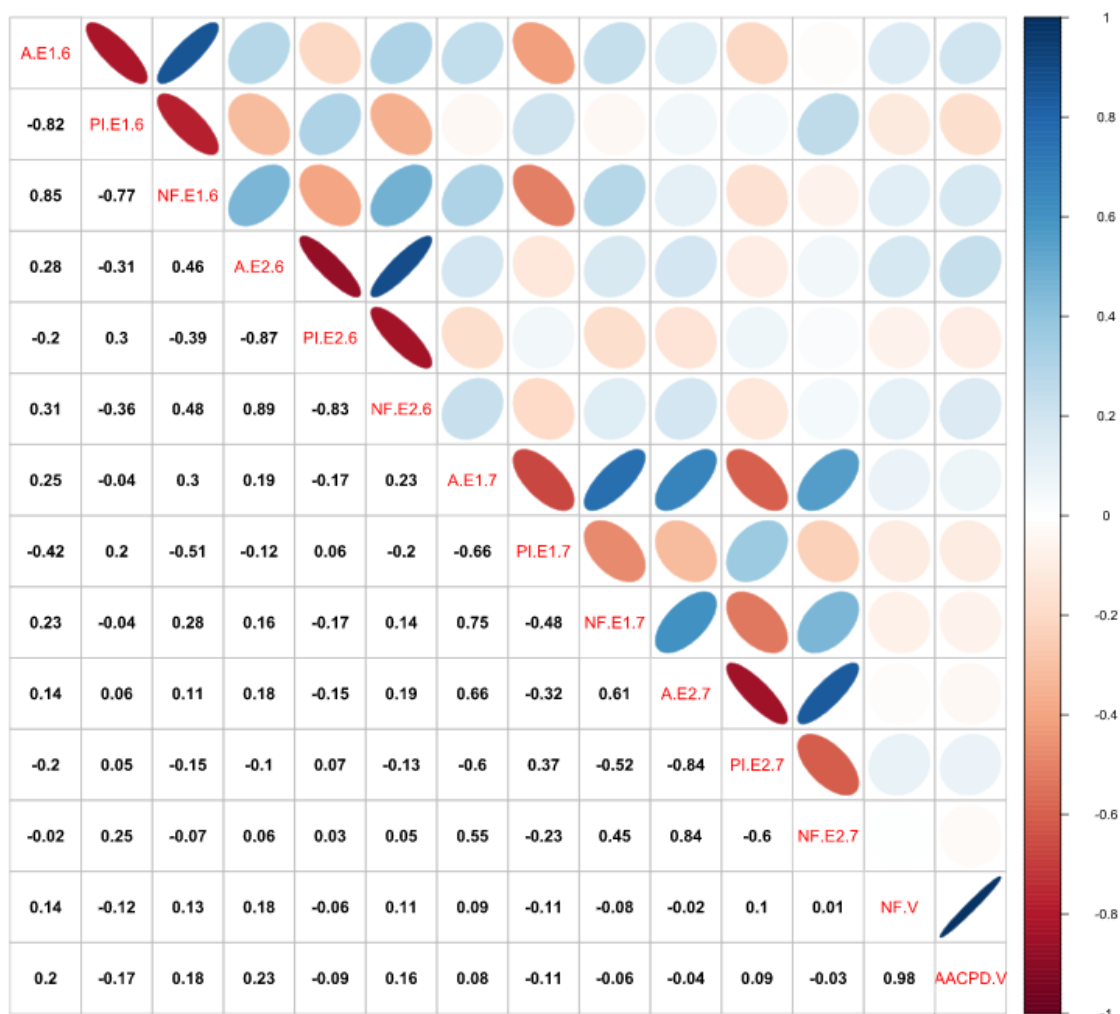 A.E1.6
1
-0.82 PI.E1.6
0.8
0.85 -0.77 NF.E1.6
0.6
0.28 -0.31 0.46 A.E2.6
-0.2 0.3 -0.39 -0.87 PI.E2.6
0.4
0.31 -0.36 0.48 0.89 -0.83 NF.E2.6
0.2
0.25 -0.04 0.3 0.19 -0.17 0.23 A.E1.7
0
-0.42 0.2 -0.51 -0.12 0.06 -0.2 -0.66 PI.E1.7
-0.2
0.23 -0.04 0.28 0.16 -0.17 0.14 0.75 -0.48 NF.E1.7
0.14 0.06 0.11 0.18 -0.15 0.19 0.66 -0.32 0.61 A.E2.7
-0.4
-0.2 0.05 -0.15 -0.1 0.07 -0.13 -0.6 0.37 -0.52 -0.84 PI.E2.7
-0.6
-0.02 0.25 -0.07 0.06 0.03 0.05 0.55 -0.23 0.45 0.84 -0.6 NF.E2.7
0.14 -0.12 0.13 0.18 -0.06 0.11 0.09 -0.11 -0.08 -0.02 0.1 0.01 NF.V
-0.8
0.2 -0.17 0.18 0.23 -0.09 0.16 0.08 -0.11 -0.06 -0.04 0.09 -0.03 0.98 AACPD.V
-1